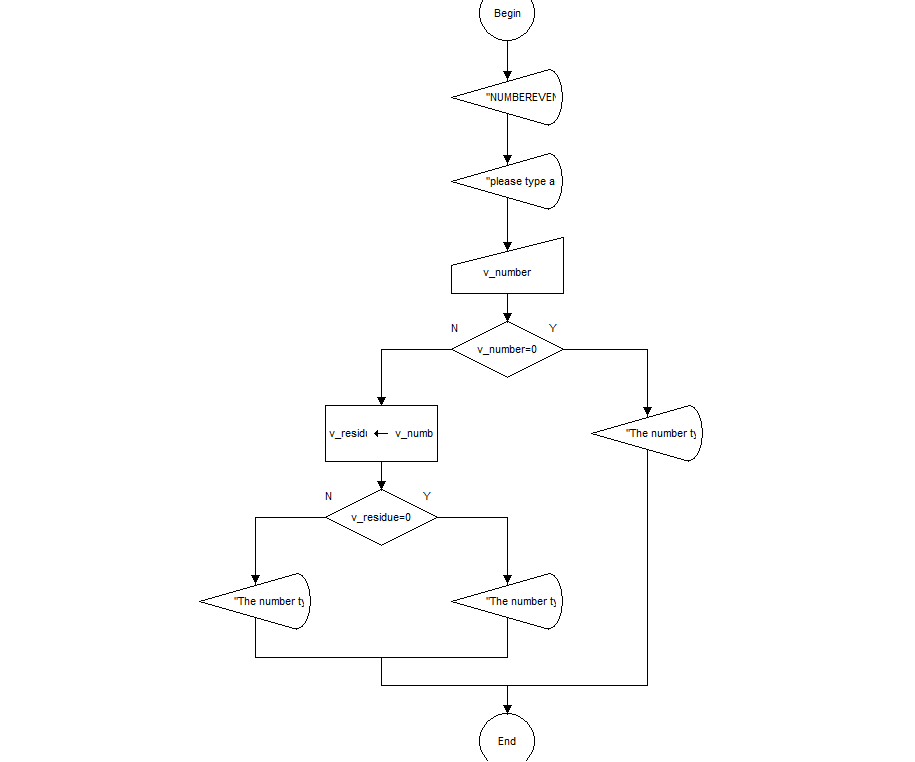 Begin
"NUMBEREVEN
"please type a
v_number
N
Y
v_number=0
v_resid
v_numb
"The number ty
N
Y
v_residue=0
"The number ty
"The number ty
End